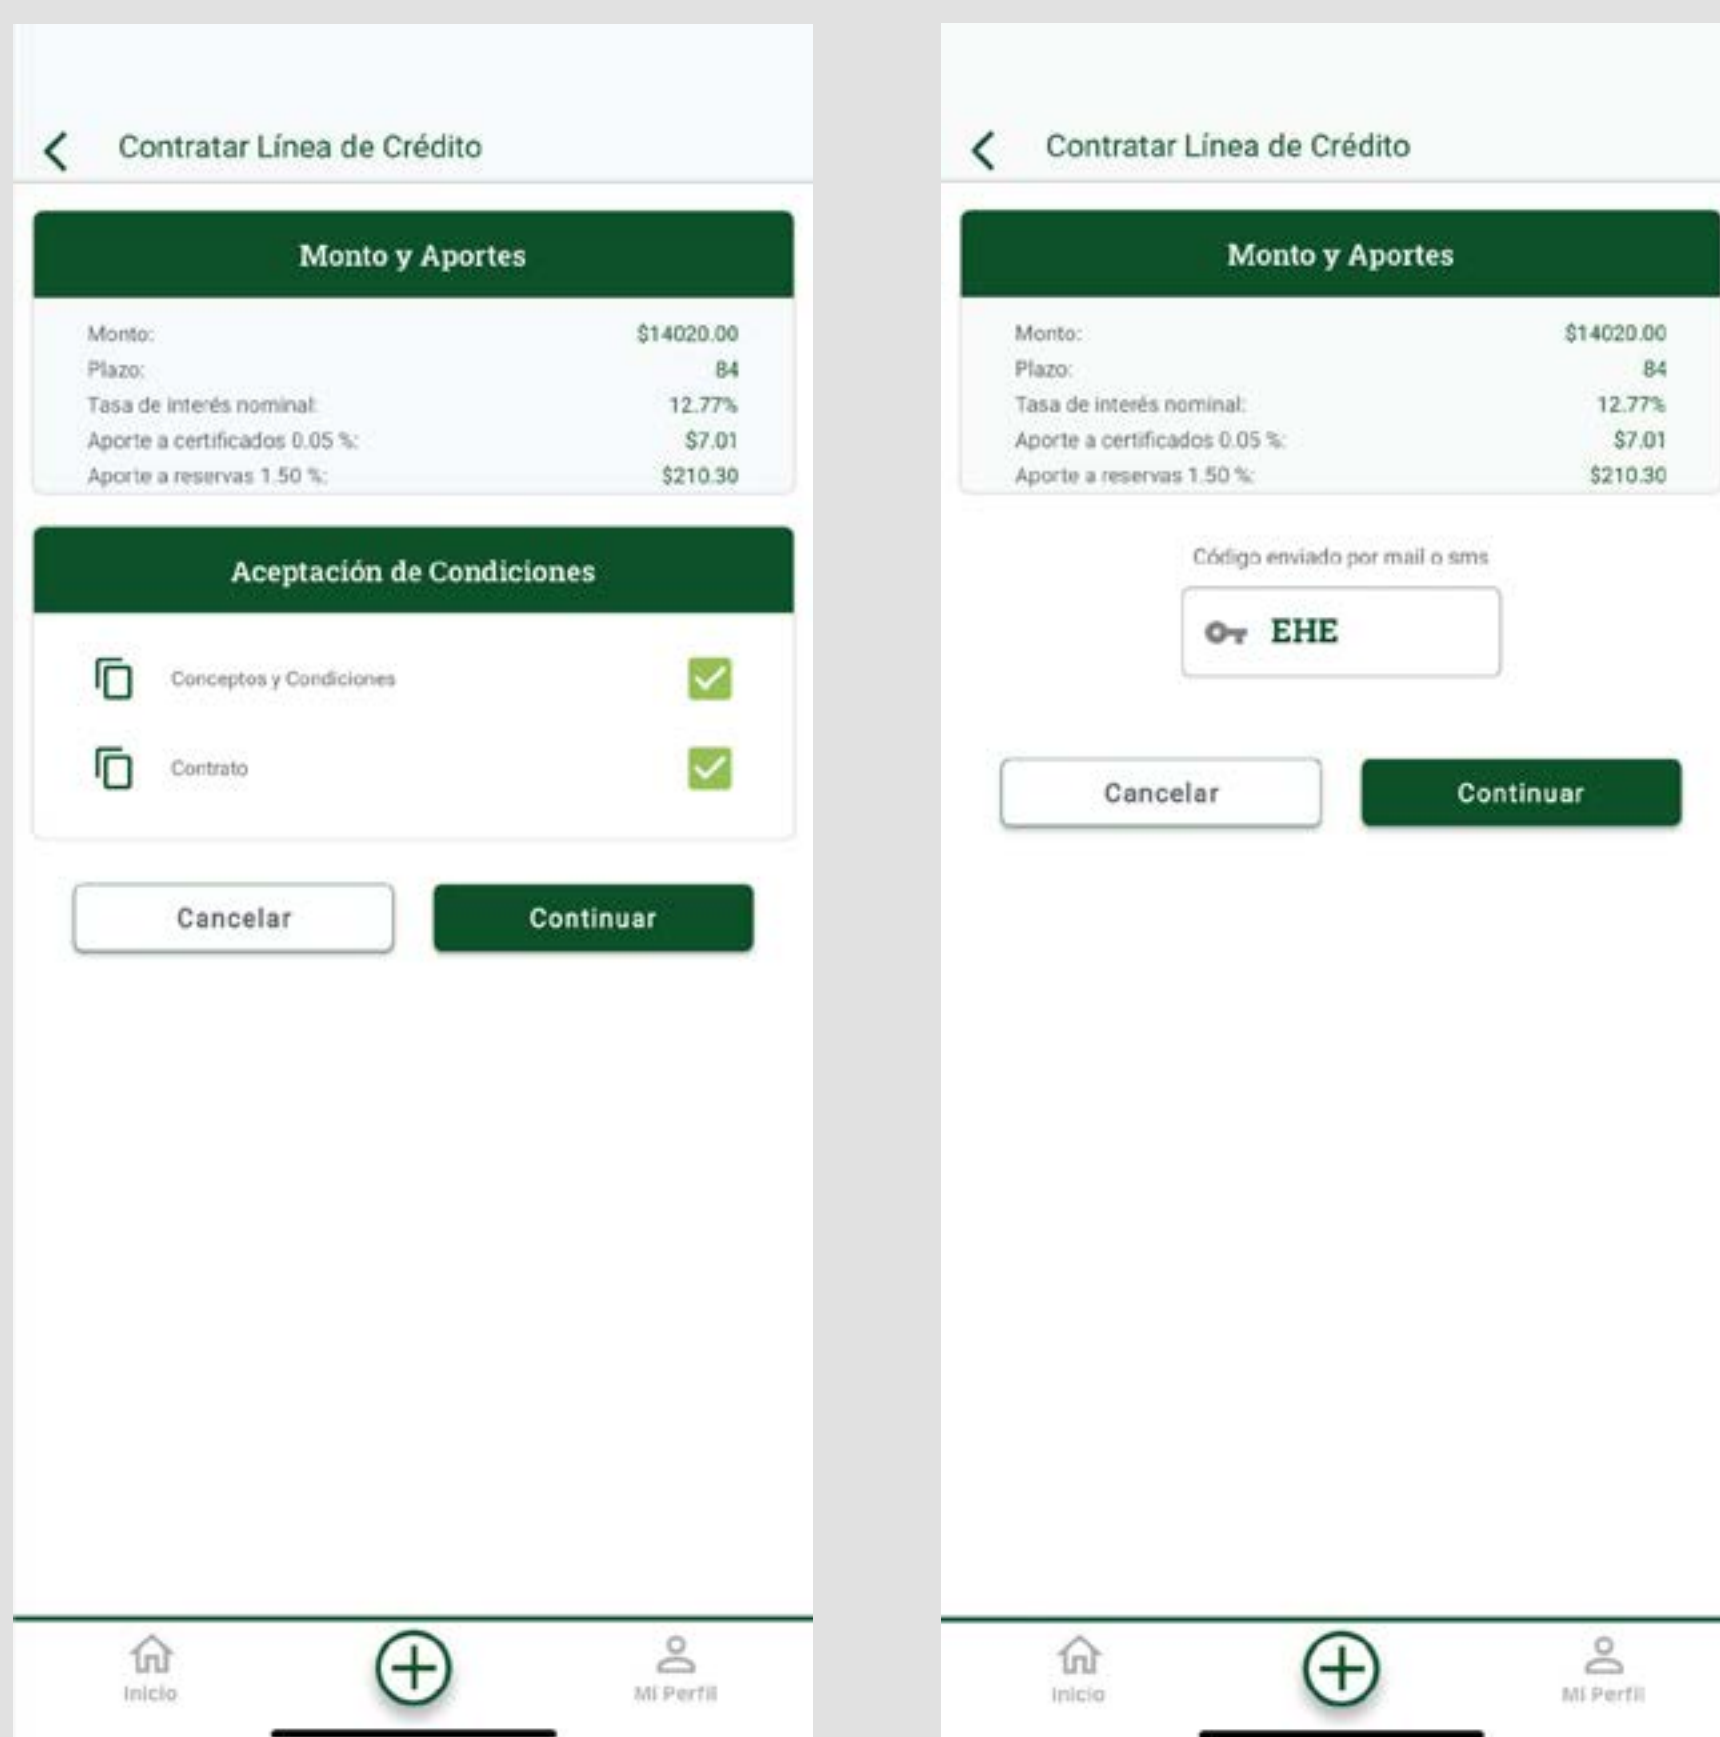 Contratar Línea de Crédito
Monto y Aportes
Monto: $14020.00
Plazo: 84
Tasa de interés nominal: 12.77%
Aporte a certificados 0.05 %: $7.01
Aporte a reservas 1.50 %: $210.30
Aceptación de Condiciones
Conceptos y Condiciones
Contrato
Cancelar Continuar
Inicio Mi Perfil
Contratar Línea de Crédito
Monto y Aportes
Monto: $14020.00
Plazo: 84
Tasa de interés nominal: 12.77%
Aporte a certificados 0.05 %: $7.01
Aporte a reservas 1.50 %: $210.30
Código enviado por mail o sms
EHE
Cancelar Continuar
Inicio Mi Perfil